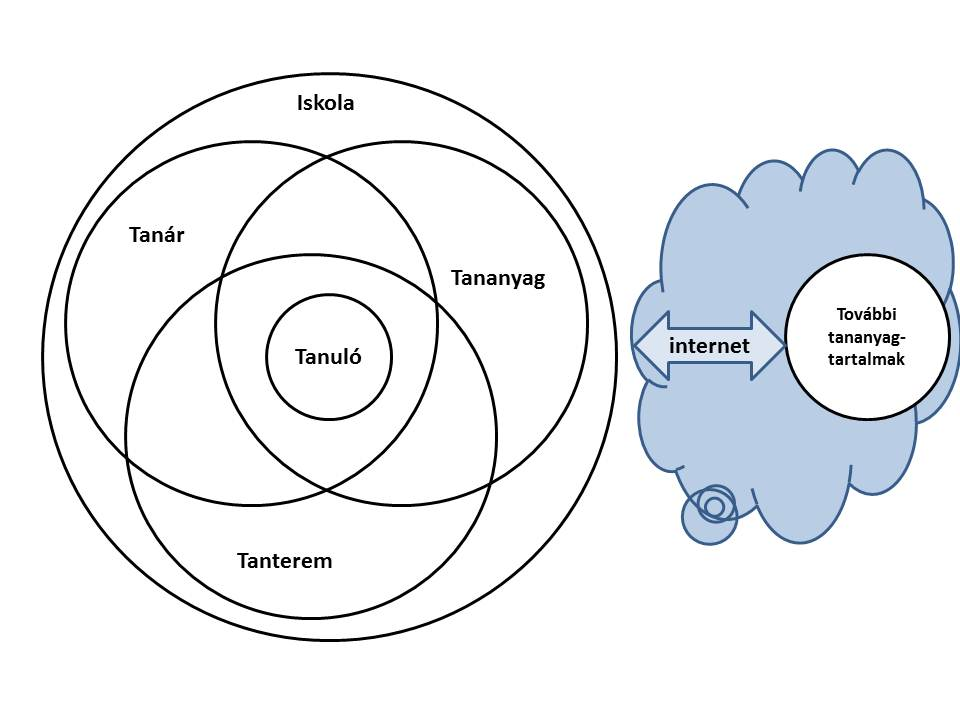 Iskola
Tanár
Tananyag
Tanuló
Tanterem
internet
További
tananyag-
tartalmak